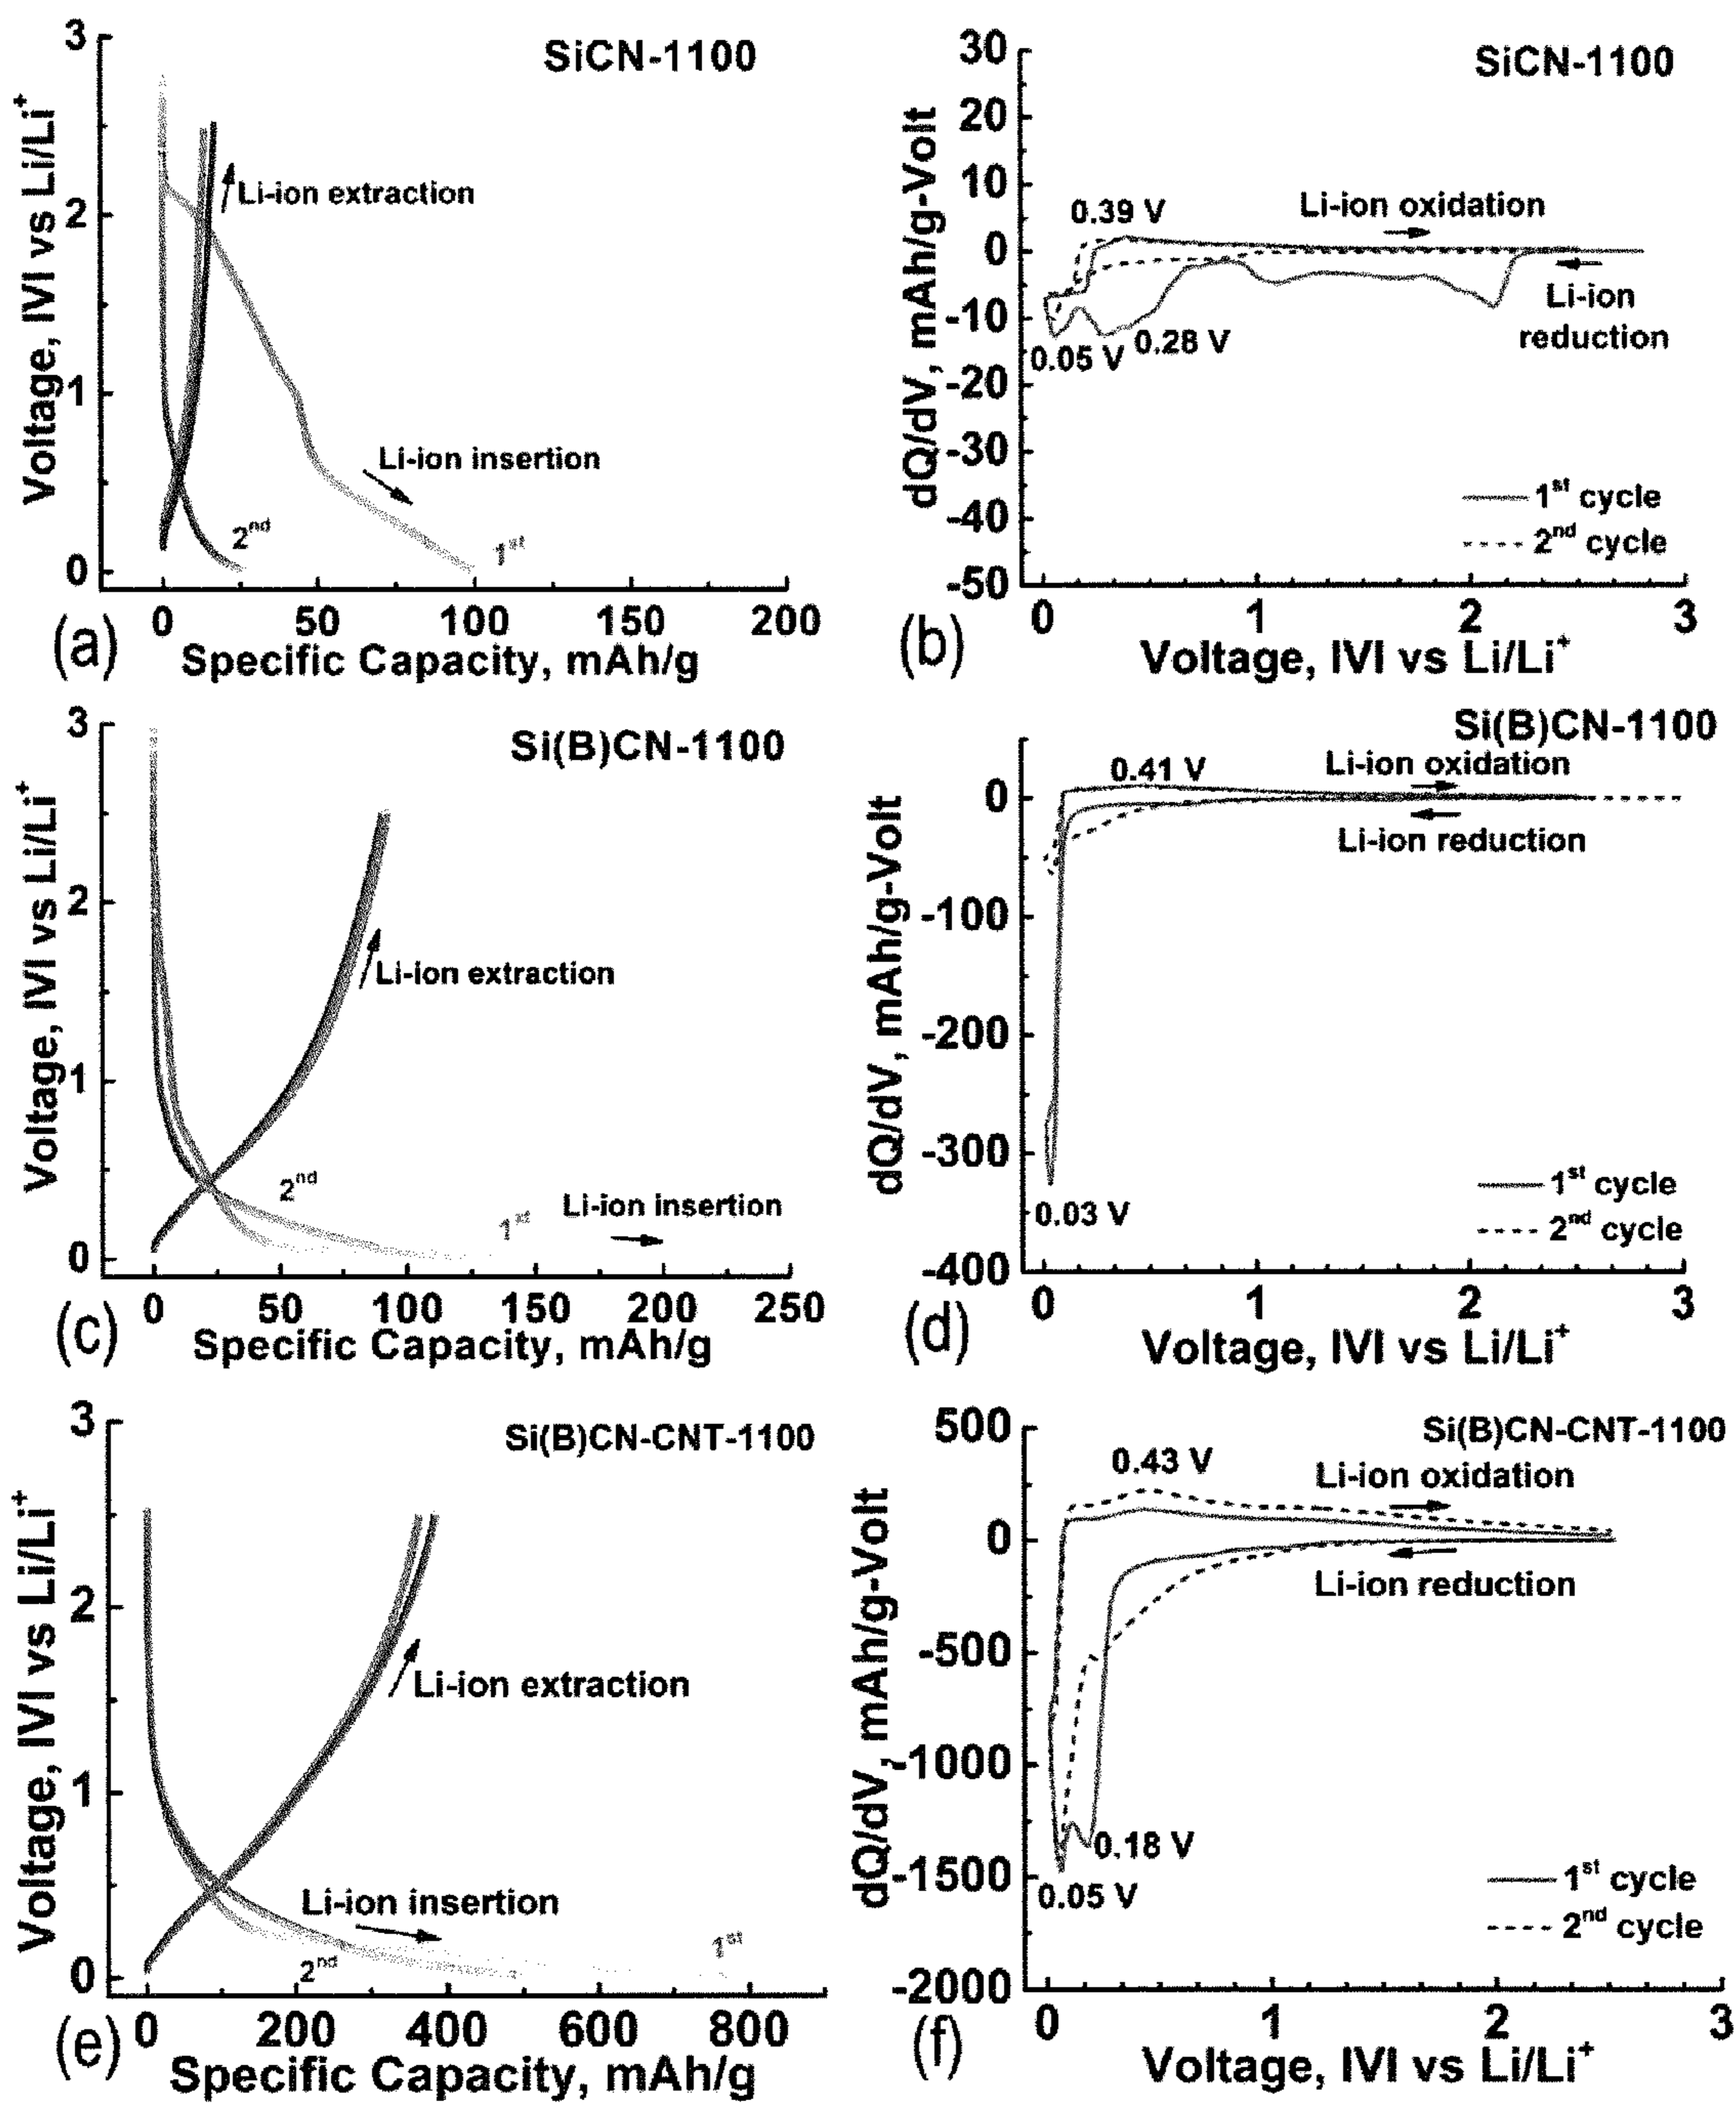 SiCN-1100
3
2
1
0
Voltage, IVI vs Li/Li+
Li-ion extraction
Li-ion insertion
2nd
1st
0 50 100 150 200
(a)
Specific Capacity, mAh/g
SiCN-1100
30
20
10
0
-10
-20
-30
-40
-50
dQ/dV, mAh/g-Volt
0.39 V
Li-ion oxidation
Li-ion
reduction
0.05 V
0.28 V
1st cycle
2nd cycle
0 1 2 3
(b)
Voltage, IVI vs Li/Li+
Si(B)CN-1100
3
2
1
0
Voltage, IVI vs Li/Li+
Li-ion extraction
2nd
Li-ion insertion
1st
0 50 100 150 200 250
(c)
Specific Capacity, mAh/g
Si(B)CN-1100
0
-100
-200
-300
-400
dQ/dV, mAh/g-Volt
0.41 V
Li-ion oxidation
Li-ion reduction
0.03 V
1st cycle
2nd cycle
0 1 2 3
(d)
Voltage, IVI vs Li/Li+
Si(B)CN-CNT-1100
3
2
1
0
Voltage, IVI vs Li/Li+
Li-ion extraction
Li-ion insertion
2nd
1st
0 200 400 600 800
(e)
Specific Capacity, mAh/g
Si(B)CN-CNT-1100
500
0
-500
-1000
-1500
-2000
dQ/dV, mAh/g-Volt
0.43 V
Li-ion oxidation
Li-ion reduction
0.18 V
0.05 V
1st cycle
2nd cycle
0 1 2 3
(f)
Voltage, IVI vs Li/Li+